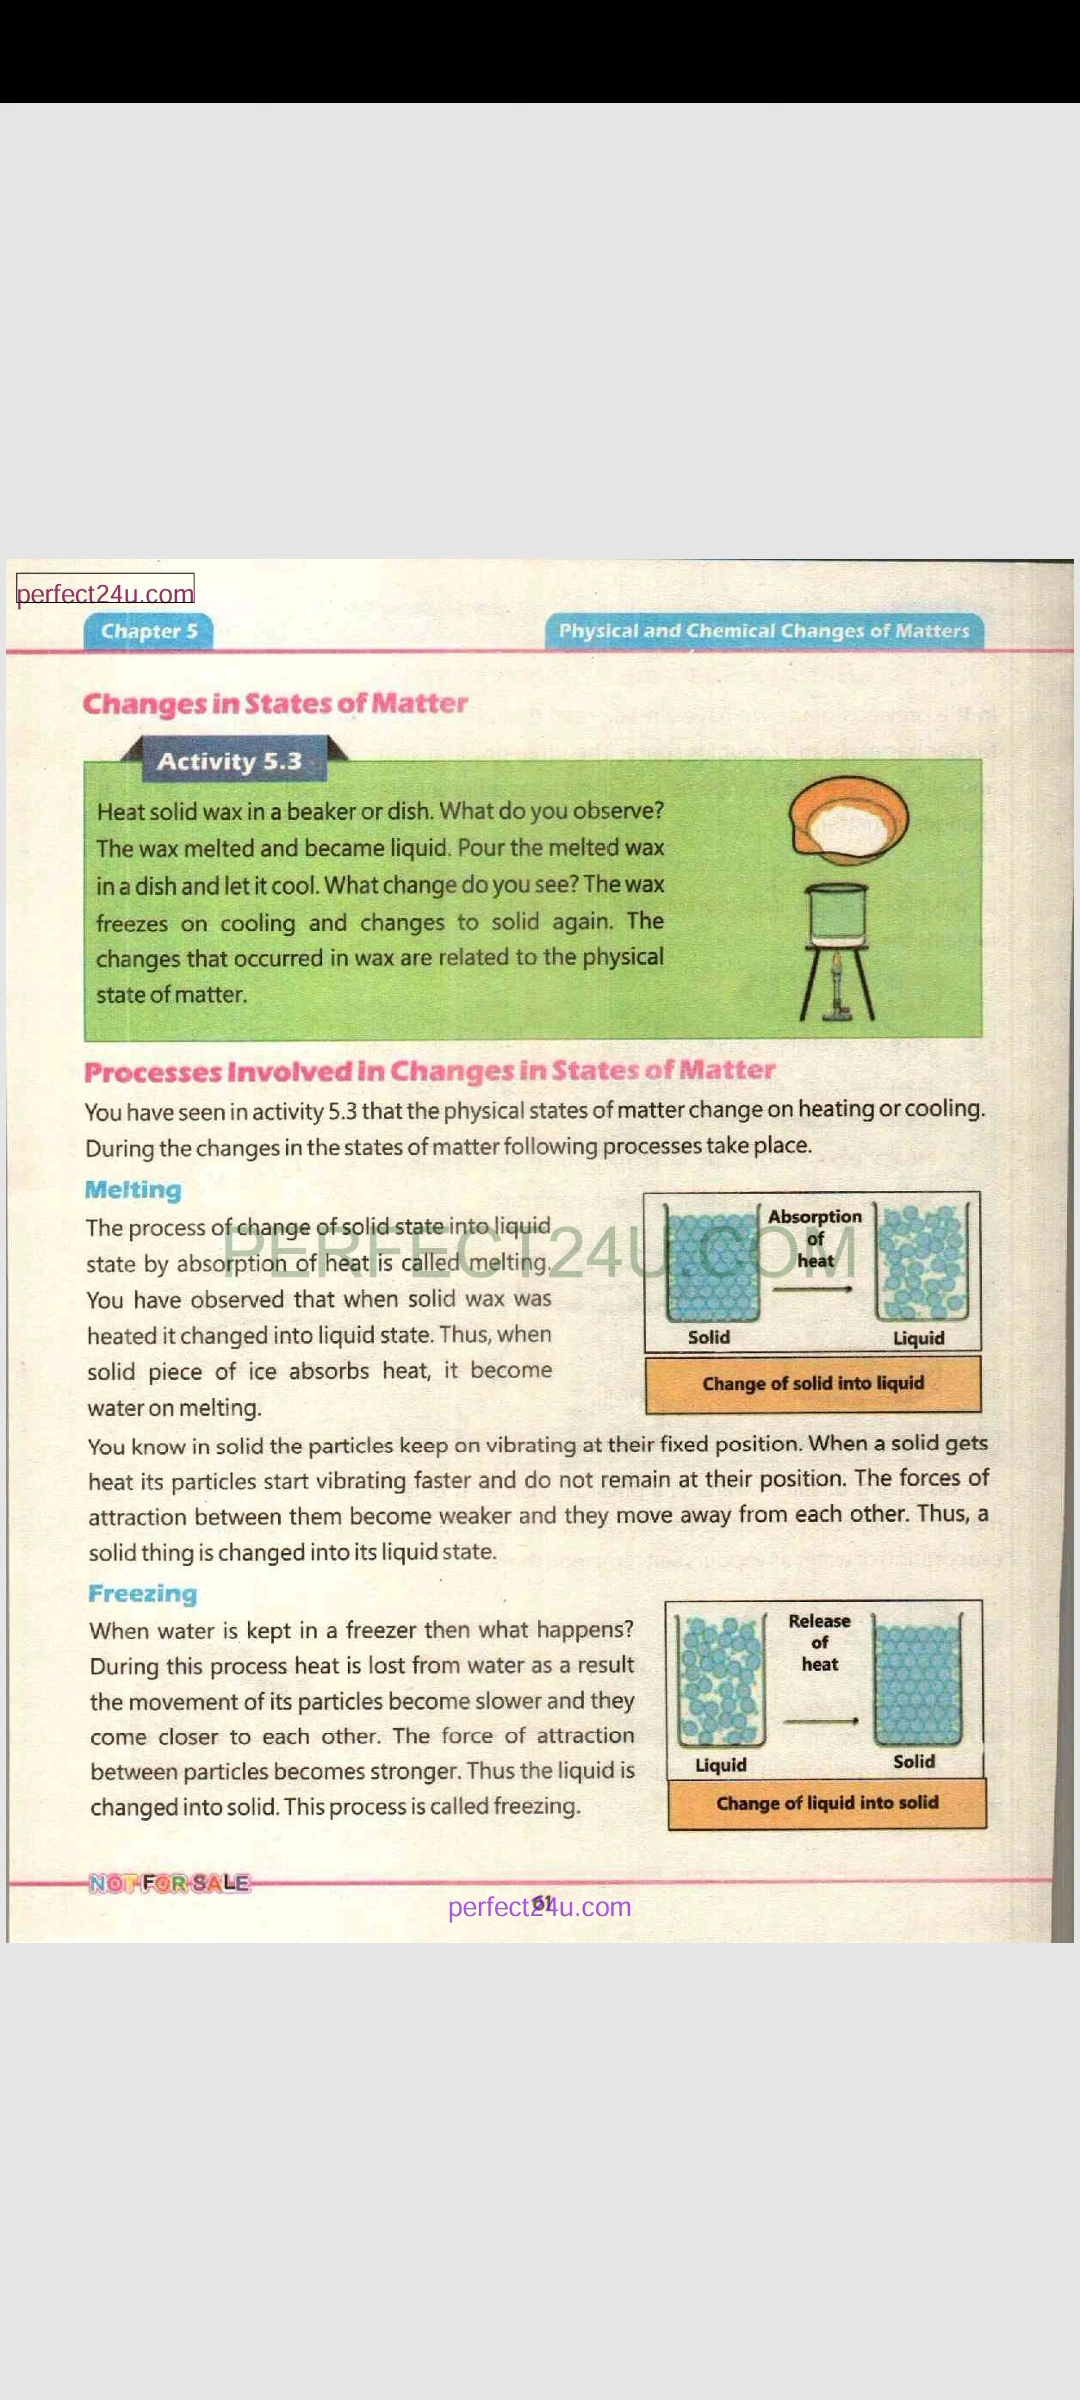 perfect24u.com
Chapter 5
Physical and Chemical Changes of Matters
Changes in States of Matter
Activity 5.3
Heat solid wax in a beaker or dish. What do you observe?
The wax melted and became liquid. Pour the melted wax
in a dish and let it cool. What change do you see? The wax
freezes on cooling and changes to solid again. The
changes that occurred in wax are related to the physical
state of matter.
Processes Involved in Changes in States of Matter
You have seen in activity 5.3 that the physical states of matter change on heating or cooling.
During the changes in the states of matter following processes take place.
Melting
The process of change of solid state into liquid
state by absorption of heat is called melting.
You have observed that when solid wax was
heated it changed into liquid state. Thus, when
solid piece of ice absorbs heat, it become
water on melting.
Absorption
of
heat
Solid
Liquid
Change of solid into liquid
PERFECT24U.COM
You know in solid the particles keep on vibrating at their fixed position. When a solid gets
heat its particles start vibrating faster and do not remain at their position. The forces of
attraction between them become weaker and they move away from each other. Thus, a
solid thing is changed into its liquid state.
Freezing
When water is kept in a freezer then what happens?
During this process heat is lost from water as a result
the movement of its particles become slower and they
come closer to each other. The force of attraction
between particles becomes stronger. Thus the liquid is
changed into solid. This process is called freezing.
Release
of
heat
Liquid
Solid
Change of liquid into solid
NOT FOR SALE
61
perfect24u.com